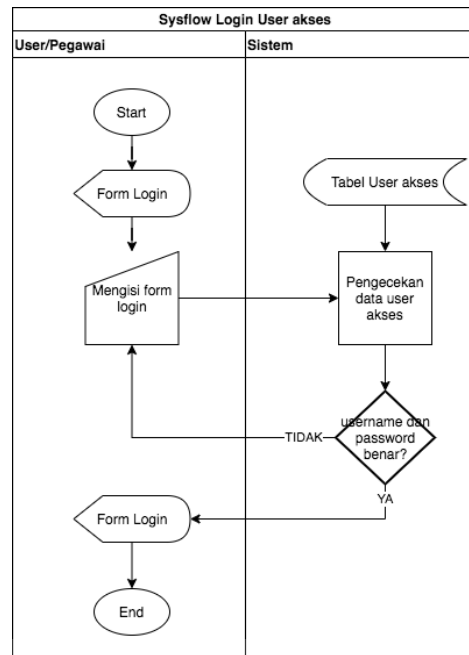 Sysflow Login User akses
User/Pegawai
Sistem
Start
Form Login
Tabel User akses
Mengisi form
login
Pengecekan
data user
akses
username dan
password
benar?
TIDAK
YA
Form Login
End